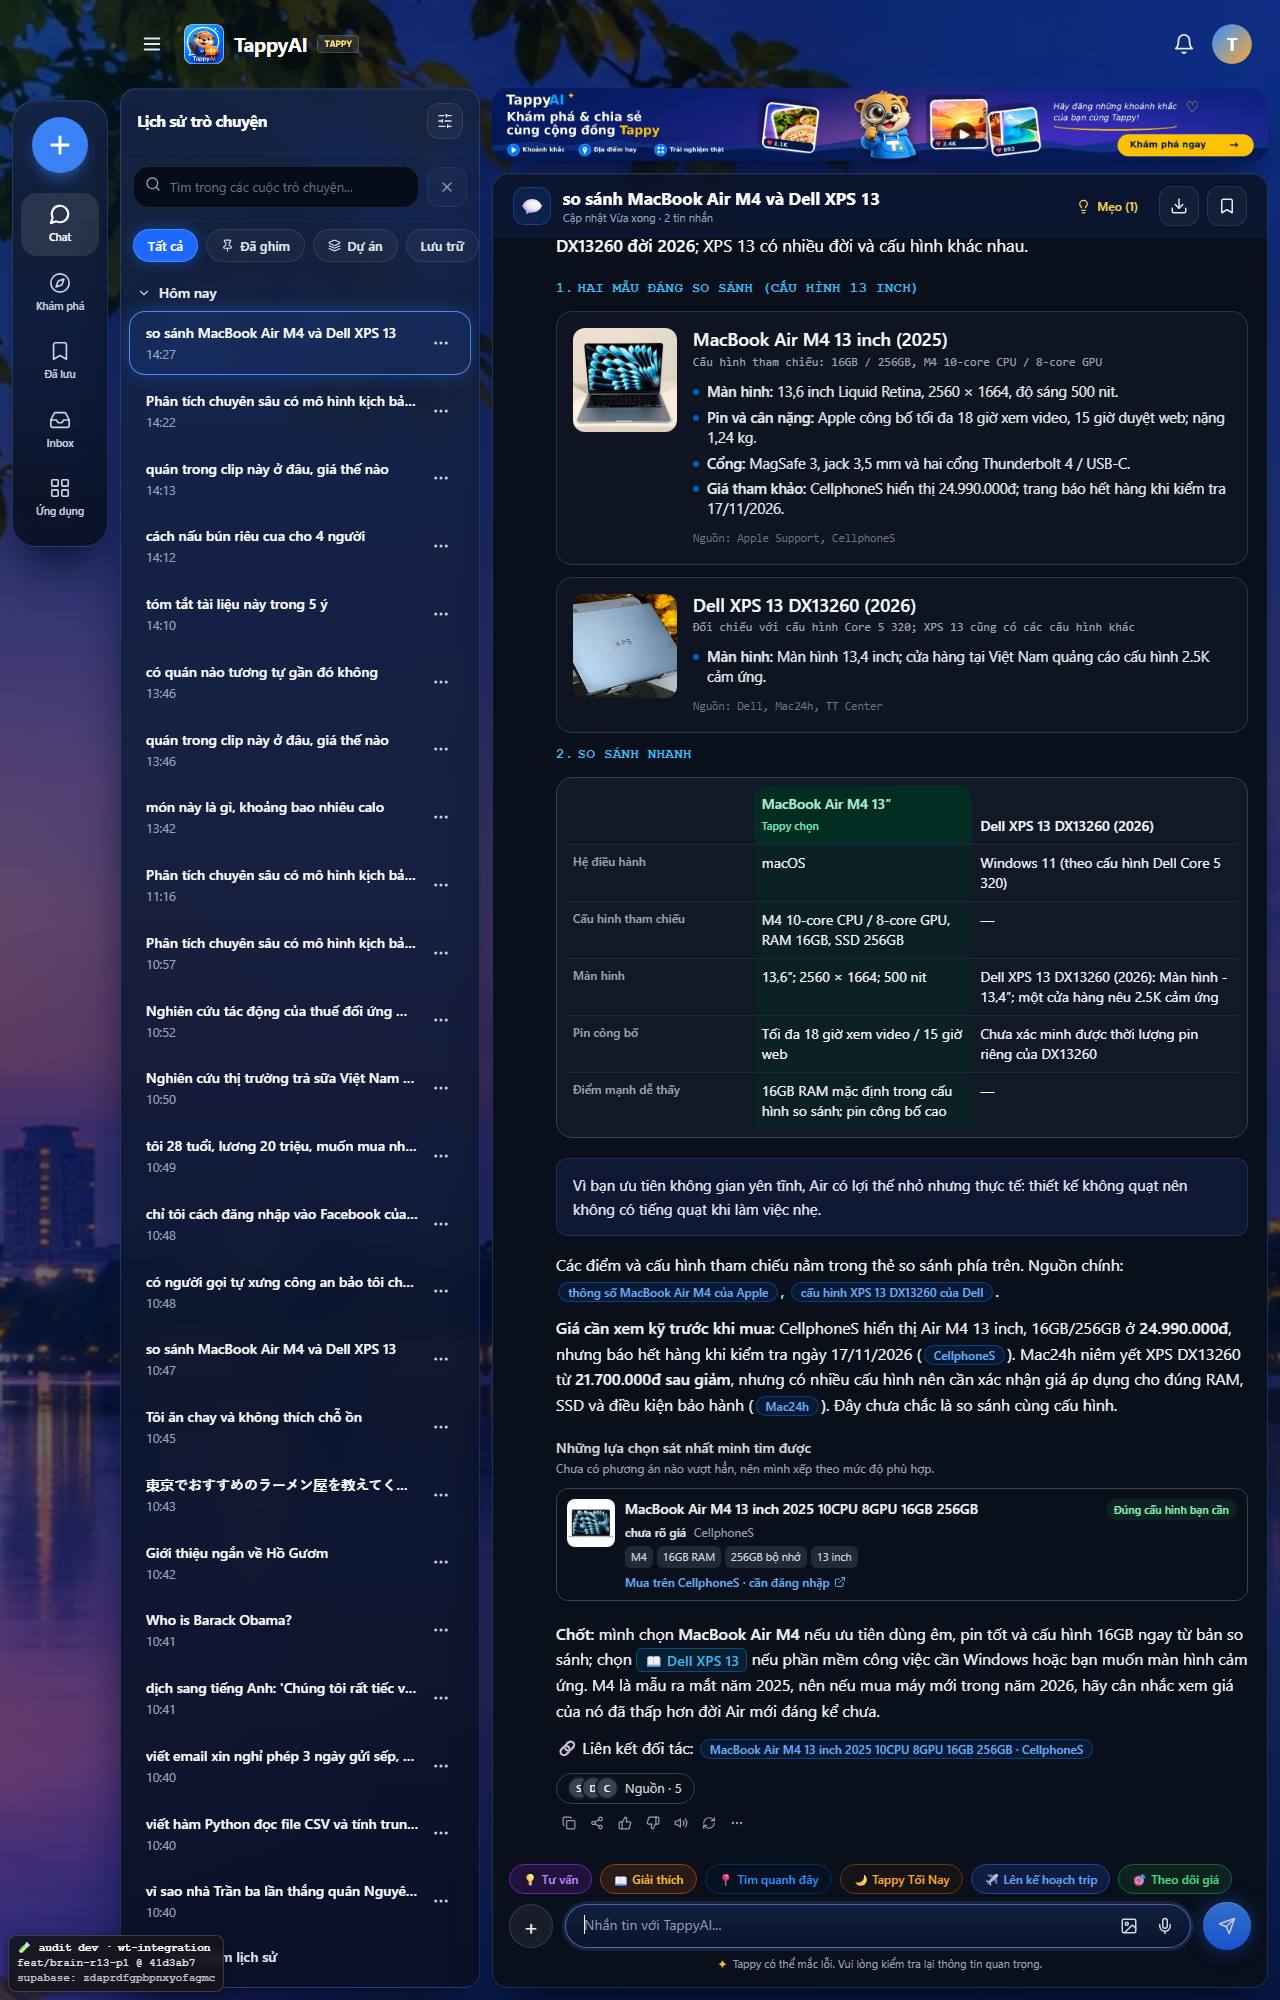 TappyAI TAPPY
T
Chat
Khám phá
Đã lưu
Inbox
Ứng dụng
Lịch sử trò chuyện
Tìm trong các cuộc trò chuyện...
Tất cả
Đã ghim
Dự án
Lưu trữ
Hôm nay
so sánh MacBook Air M4 và Dell XPS 13
14:27
Phân tích chuyên sâu có mô hình kịch bả...
14:22
quán trong clip này ở đâu, giá thế nào
14:13
cách nấu bún riêu cua cho 4 người
14:12
tóm tắt tài liệu này trong 5 ý
14:10
có quán nào tương tự gần đó không
13:46
quán trong clip này ở đâu, giá thế nào
13:46
món này là gì, khoảng bao nhiêu calo
13:42
Phân tích chuyên sâu có mô hình kịch bả...
11:16
Phân tích chuyên sâu có mô hình kịch bả...
10:57
Nghiên cứu tác động của thuế đối ứng ...
10:52
Nghiên cứu thị trường trà sữa Việt Nam ...
10:50
tôi 28 tuổi, lương 20 triệu, muốn mua nh...
10:49
chỉ tôi cách đăng nhập vào Facebook của...
10:48
có người gọi tự xưng công an bảo tôi ch...
10:48
so sánh MacBook Air M4 và Dell XPS 13
10:47
Tôi ăn chay và không thích chỗ ồn
10:45
東京でおすすめのラーメン屋を教えてく...
10:43
Giới thiệu ngắn về Hồ Gươm
10:42
Who is Barack Obama?
10:41
dịch sang tiếng Anh: 'Chúng tôi rất tiếc v...
10:41
viết email xin nghỉ phép 3 ngày gửi sếp, ...
10:40
viết hàm Python đọc file CSV và tính trun...
10:40
vì sao nhà Trần ba lần thắng quân Nguyê...
10:40
lịch sử
audit dev · wt-integration
feat/brain-r13-p1 @ 41d3ab7
supabase: zdaprdfgpbpnxyofagmc
TappyAI
Khám phá & chia sẻ
cùng cộng đồng Tappy
Khoảnh khắc
Địa điểm hay
Trải nghiệm thật
1.1K
2.4K
892
Hãy đăng những khoảnh khắc
của bạn cùng Tappy!
Khám phá ngay →
so sánh MacBook Air M4 và Dell XPS 13
Cập nhật Vừa xong · 2 tin nhắn
Mẹo (1)
DX13260 đời 2026; XPS 13 có nhiều đời và cấu hình khác nhau.
1. HAI MẪU ĐANG SO SÁNH (CẤU HÌNH 13 INCH)
MacBook Air M4 13 inch (2025)
Cấu hình tham chiếu: 16GB / 256GB, M4 10-core CPU / 8-core GPU
Màn hình: 13,6 inch Liquid Retina, 2560 × 1664, độ sáng 500 nit.
Pin và cân nặng: Apple công bố tối đa 18 giờ xem video, 15 giờ duyệt web; nặng
1,24 kg.
Cổng: MagSafe 3, jack 3,5 mm và hai cổng Thunderbolt 4 / USB-C.
Giá tham khảo: CellphoneS hiển thị 24.990.000đ; trang báo hết hàng khi kiểm tra
17/11/2026.
Nguồn: Apple Support, CellphoneS
XPS
Dell XPS 13 DX13260 (2026)
Đối chiếu với cấu hình Core 5 320; XPS 13 cũng có các cấu hình khác
Màn hình: Màn hình 13,4 inch; cửa hàng tại Việt Nam quảng cáo cấu hình 2.5K
cảm ứng.
Nguồn: Dell, Mac24h, TT Center
2. SO SÁNH NHANH
MacBook Air M4 13″
Tappy chọn
Dell XPS 13 DX13260 (2026)
Hệ điều hành
macOS
Windows 11 (theo cấu hình Dell Core 5
320)
Cấu hình tham chiếu
M4 10-core CPU / 8-core GPU,
RAM 16GB, SSD 256GB
—
Màn hình
13,6″; 2560 × 1664; 500 nit
Dell XPS 13 DX13260 (2026): Màn hình -
13,4″; một cửa hàng nêu 2.5K cảm ứng
Pin công bố
Tối đa 18 giờ xem video / 15 giờ
web
Chưa xác minh được thời lượng pin
riêng của DX13260
Điểm mạnh dễ thấy
16GB RAM mặc định trong cấu
hình so sánh; pin công bố cao
—
Vì bạn ưu tiên không gian yên tĩnh, Air có lợi thế nhỏ nhưng thực tế: thiết kế không quạt nên
không có tiếng quạt khi làm việc nhẹ.
Các điểm và cấu hình tham chiếu nằm trong thẻ so sánh phía trên. Nguồn chính:
thông số MacBook Air M4 của Apple , cấu hình XPS 13 DX13260 của Dell .
Giá cần xem kỹ trước khi mua: CellphoneS hiển thị Air M4 13 inch, 16GB/256GB ở 24.990.000đ,
nhưng báo hết hàng khi kiểm tra ngày 17/11/2026 ( CellphoneS ). Mac24h niêm yết XPS DX13260
từ 21.700.000đ sau giảm, nhưng có nhiều cấu hình nên cần xác nhận giá áp dụng cho đúng RAM,
SSD và điều kiện bảo hành ( Mac24h ). Đây chưa chắc là so sánh cùng cấu hình.
Những lựa chọn sát nhất mình tìm được
Chưa có phương án nào vượt hẳn, nên mình xếp theo mức độ phù hợp.
MacBook Air M4 13 inch 2025 10CPU 8GPU 16GB 256GB
Đúng cấu hình bạn cần
chưa rõ giá CellphoneS
M4 16GB RAM 256GB bộ nhớ 13 inch
Mua trên CellphoneS · cần đăng nhập
Chốt: mình chọn MacBook Air M4 nếu ưu tiên dùng êm, pin tốt và cấu hình 16GB ngay từ bản so
sánh; chọn Dell XPS 13 nếu phần mềm công việc cần Windows hoặc bạn muốn màn hình cảm
ứng. M4 là mẫu ra mắt năm 2025, nên nếu mua máy mới trong năm 2026, hãy cân nhắc xem giá
của nó đã thấp hơn đời Air mới đáng kể chưa.
Liên kết đối tác: MacBook Air M4 13 inch 2025 10CPU 8GPU 16GB 256GB · CellphoneS
S D C Nguồn · 5
Tư vấn
Giải thích
Tìm quanh đây
Tappy Tối Nay
Lên kế hoạch trip
Theo dõi giá
Nhắn tin với TappyAI...
Tappy có thể mắc lỗi. Vui lòng kiểm tra lại thông tin quan trọng.